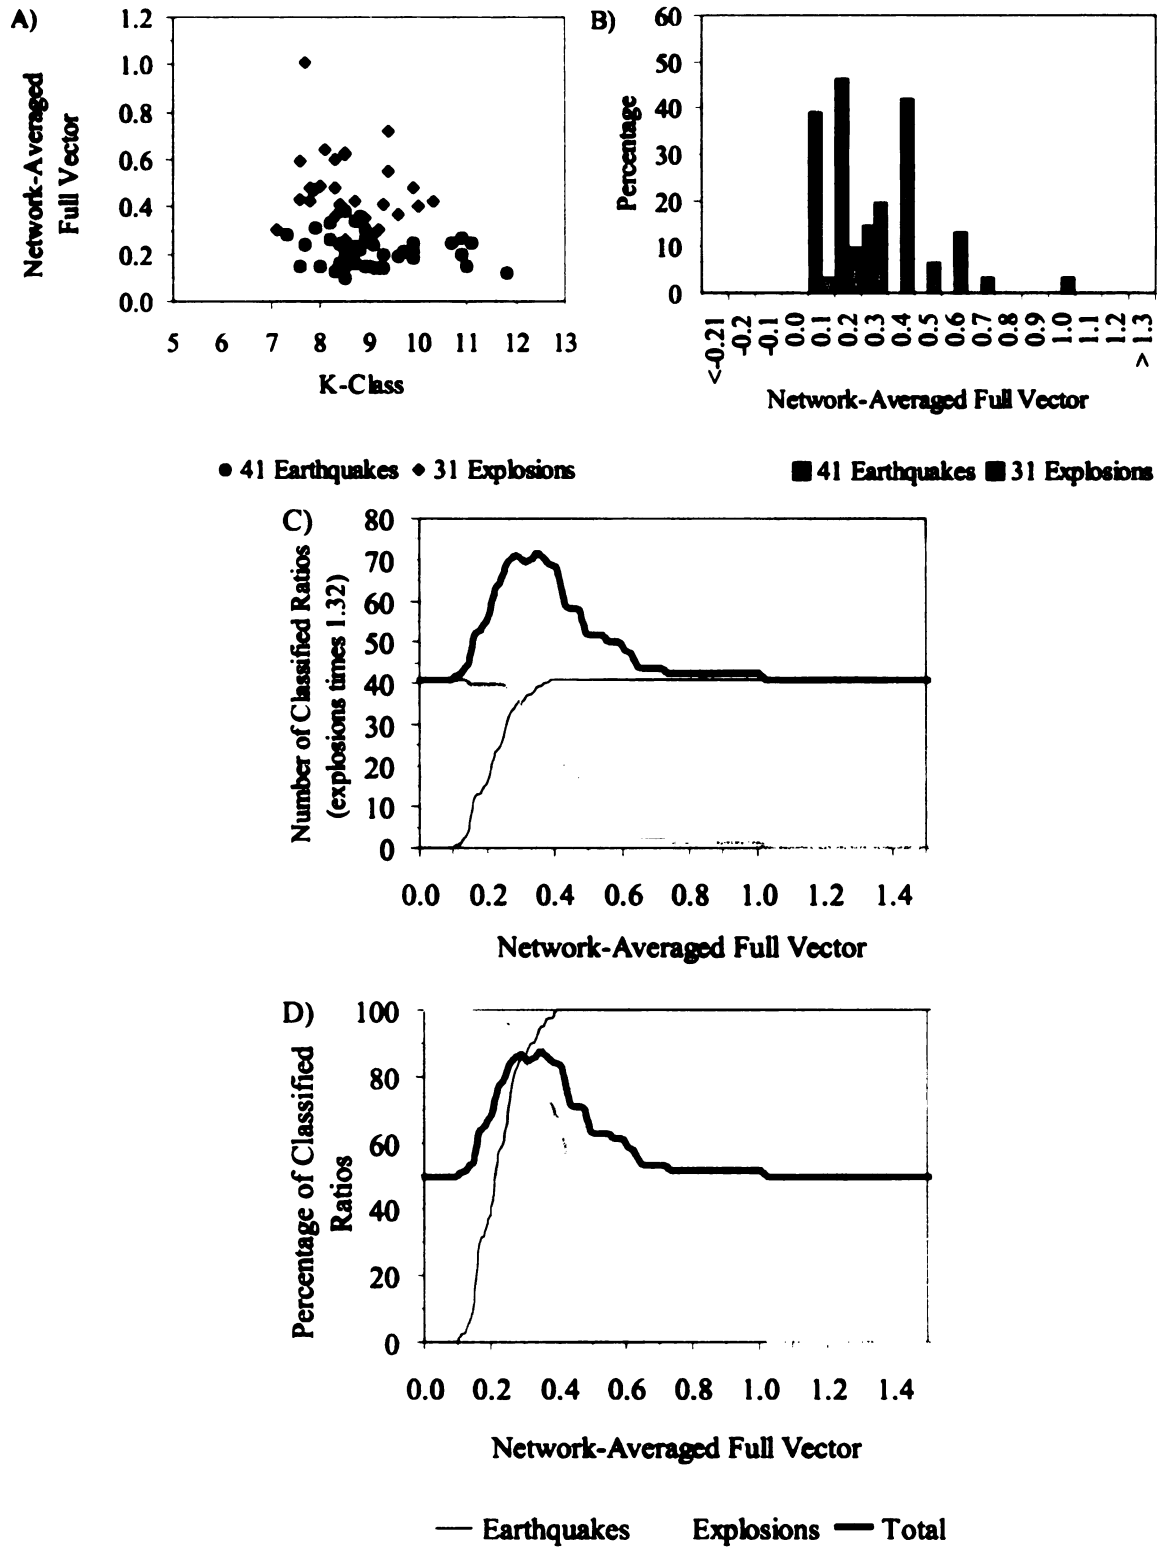 A)
Network-Averaged
Full Vector
1.2
1.0
0.8
0.6
0.4
0.2
0.0
5 6 7 8 9 10 11 12 13
K-Class
B)
Percentage
60
50
40
30
20
10
0
<-0.21 -0.2 -0.1 0.0 0.1 0.2 0.3 0.4 0.5 0.6 0.7 0.8 0.9 1.0 1.1 1.2 > 1.3
Network-Averaged Full Vector
41 Earthquakes 31 Explosions
41 Earthquakes 31 Explosions
C)
Number of Classified Ratios
(explosions times 1.32)
80
70
60
50
40
30
20
10
0
0.0 0.2 0.4 0.6 0.8 1.0 1.2 1.4
Network-Averaged Full Vector
D)
Percentage of Classified
Ratios
100
80
60
40
20
0
0.0 0.2 0.4 0.6 0.8 1.0 1.2 1.4
Network-Averaged Full Vector
Earthquakes Explosions Total